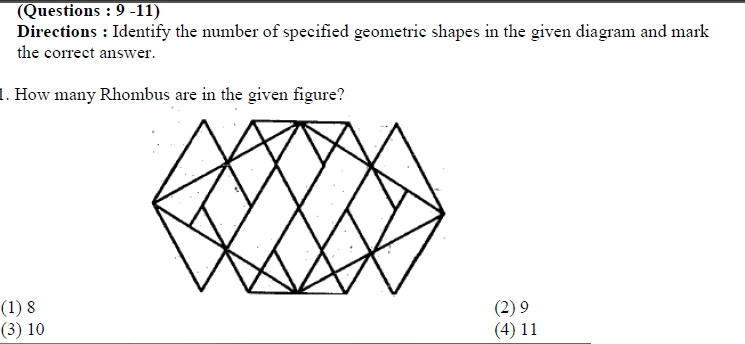 (Questions : 9 -11)
Directions : Identify the number of specified geometric shapes in the given diagram and mark
the correct answer.
1. How many Rhombus are in the given figure?
(1) 8 (2) 9
(3) 10 (4) 11